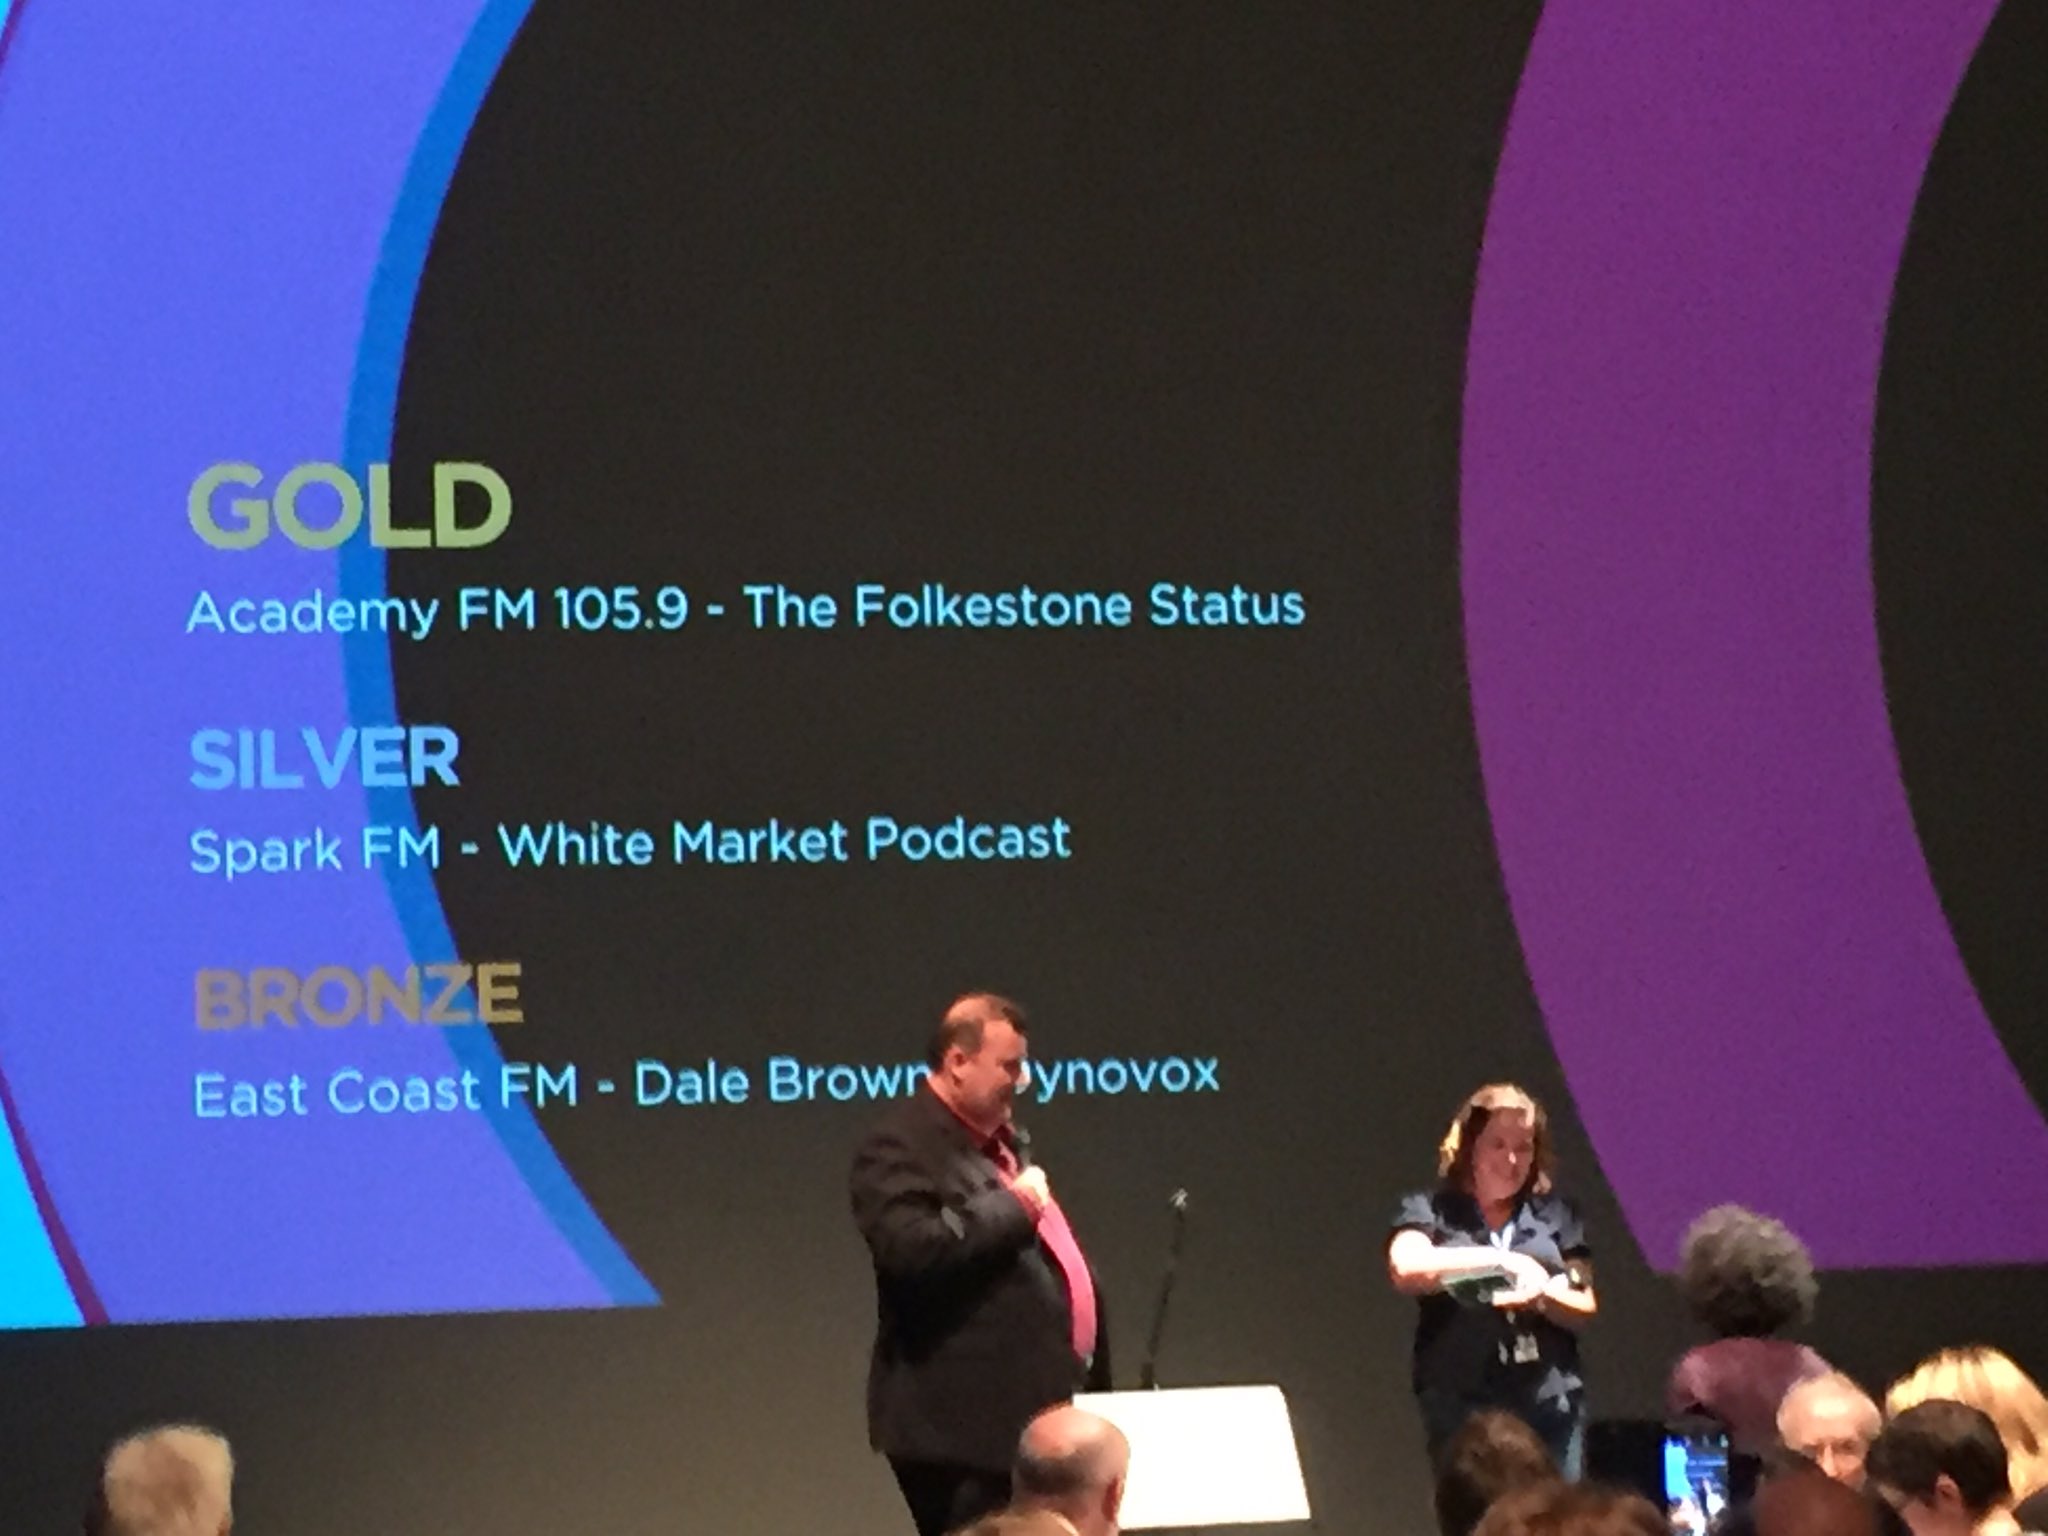 GOLD
Academy FM 105.9 - The Folkestone Status
SILVER
Spark FM - White Market Podcast
BRONZE
East Coast FM - Dale Brown ynovox